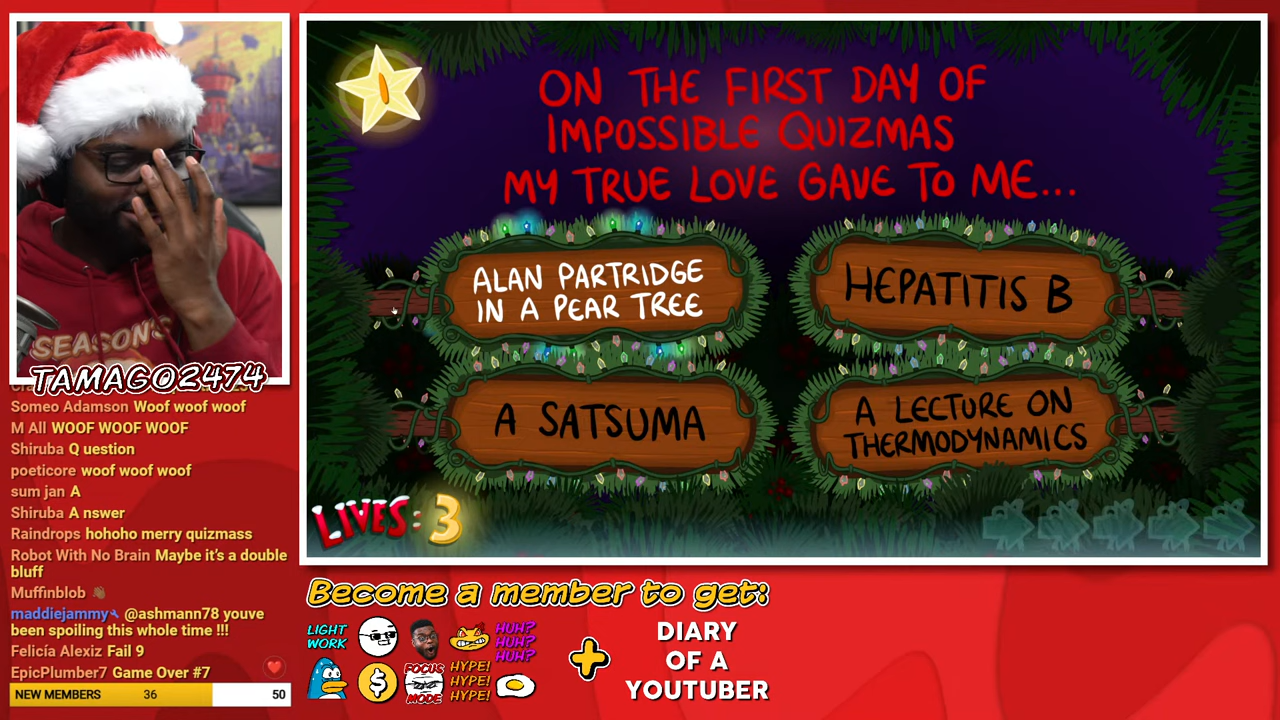 SEASON'S
TAMAGO2474
Someo Adamson Woof woof woof
M All WOOF WOOF WOOF
Shiruba Q uestion
poeticore woof woof woof
sum jan A
Shiruba A nswer
Raindrops hohoho merry quizmass
Robot With No Brain Maybe it's a double
bluff
Muffinblob
maddiejammy @ashmann78 youve
been spoiling this whole time !!!
Felicía Alexiz Fail 9
EpicPlumber7 Game Over #7
NEW MEMBERS 36 50
1
ON THE FIRST DAY OF
IMPOSSIBLE QUIZMAS
MY TRUE LOVE GAVE TO ME...
ALAN PARTRIDGE
IN A PEAR TREE
HEPATITIS B
A SATSUMA
A LECTURE ON
THERMODYNAMICS
LIVES: 3
Become a member to get:
LIGHT
WORK
HUH?
HUH?
HUH?
$
FOCUS
MODE
HYPE!
HYPE!
HYPE!
+
DIARY
OF A
YOUTUBER